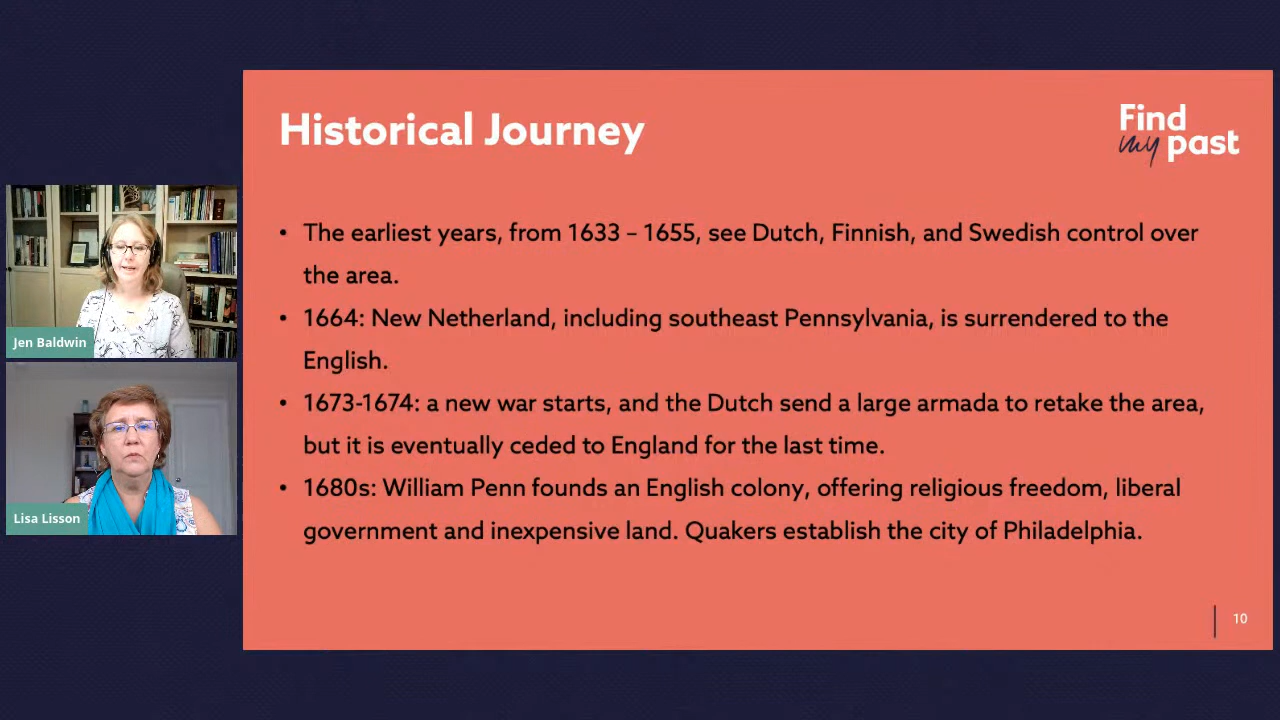 Historical Journey
Find
my past
• The earliest years, from 1633 – 1655, see Dutch, Finnish, and Swedish control over
the area.
• 1664: New Netherland, including southeast Pennsylvania, is surrendered to the
English.
• 1673-1674: a new war starts, and the Dutch send a large armada to retake the area,
but it is eventually ceded to England for the last time.
• 1680s: William Penn founds an English colony, offering religious freedom, liberal
government and inexpensive land. Quakers establish the city of Philadelphia.
10
Jen Baldwin
Lisa Lisson